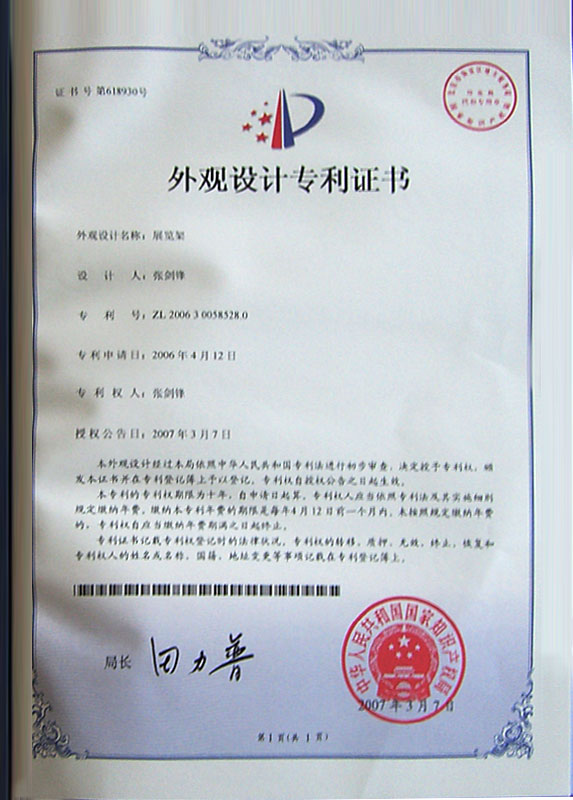 证书号第618930号
外观设计专利证书
外观设计名称：展览架
设 计 人：张剑锋
专 利 号：ZL 2006 3 0058528.0
专利申请日：2006年4月12日
专 利 权 人：张剑锋
授权公告日：2007年3月7日
本外观设计经过本局依照中华人民共和国专利法进行初步审查，决定授予专利权，颁
发本证书并在专利登记簿上予以登记。专利权自授权公告之日起生效。
本专利的专利权期限为十年，自申请日起算。专利权人应当依照专利法及其实施细则
规定缴纳年费。缴纳本专利年费的期限是每年4月12日前一个月内。未按照规定缴纳年费
的，专利权自应当缴纳年费期满之日起终止。
专利证书记载专利权登记时的法律状况。专利权的转移、质押、无效、终止、恢复和
专利权人的姓名或名称、国籍、地址变更等事项记载在专利登记簿上。
局长 田力普
中华人民共和国国家知识产权局
2007年3月7日
第1页(共1页)